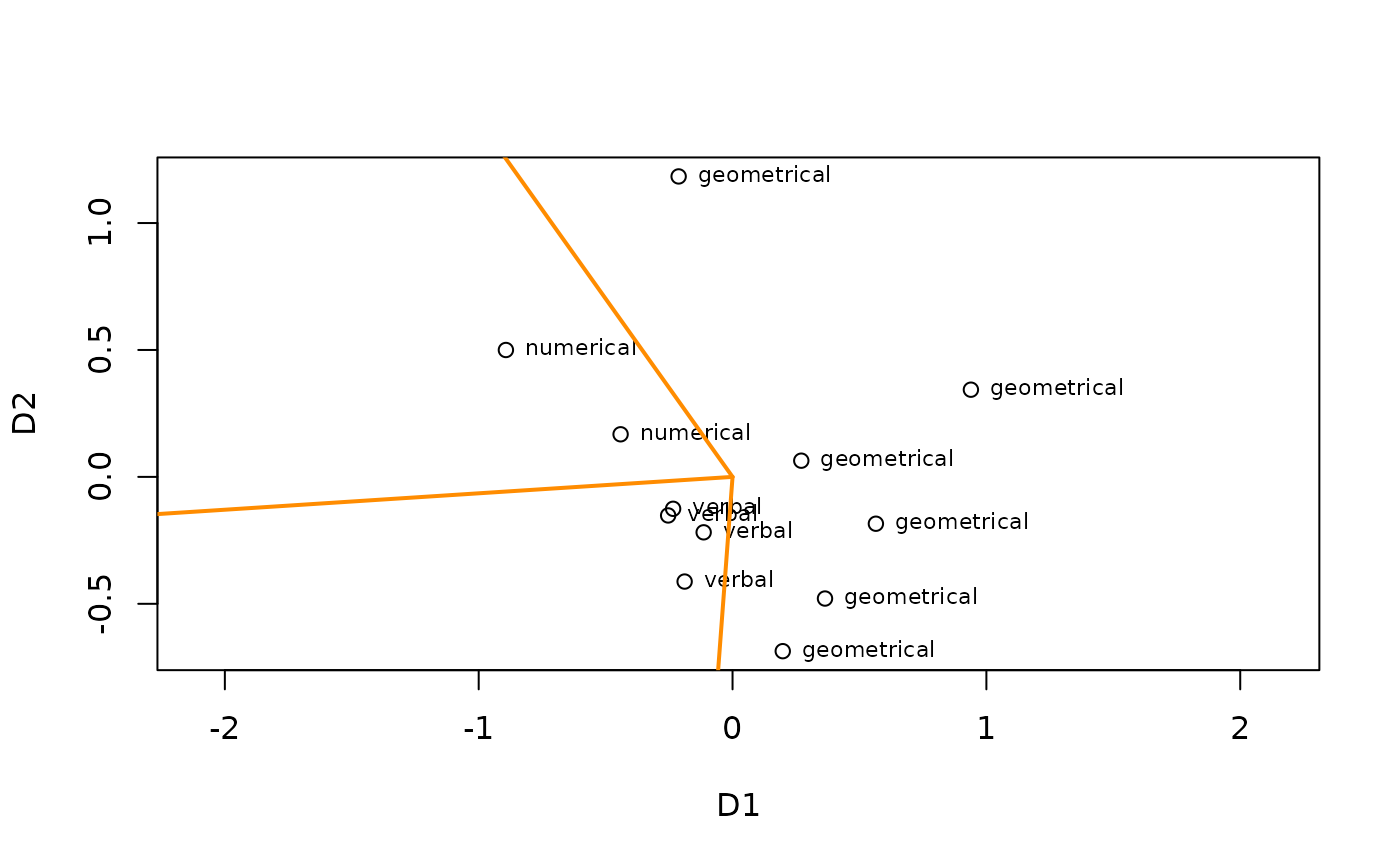 geometrical
1.0
numerical
0.5
geometrical
numerical
geometrical
0.0
verbal
verbal
geometrical
verbal
verbal
geometrical
-0.5
geometrical
D2
-2
-1
0
1
2
D1